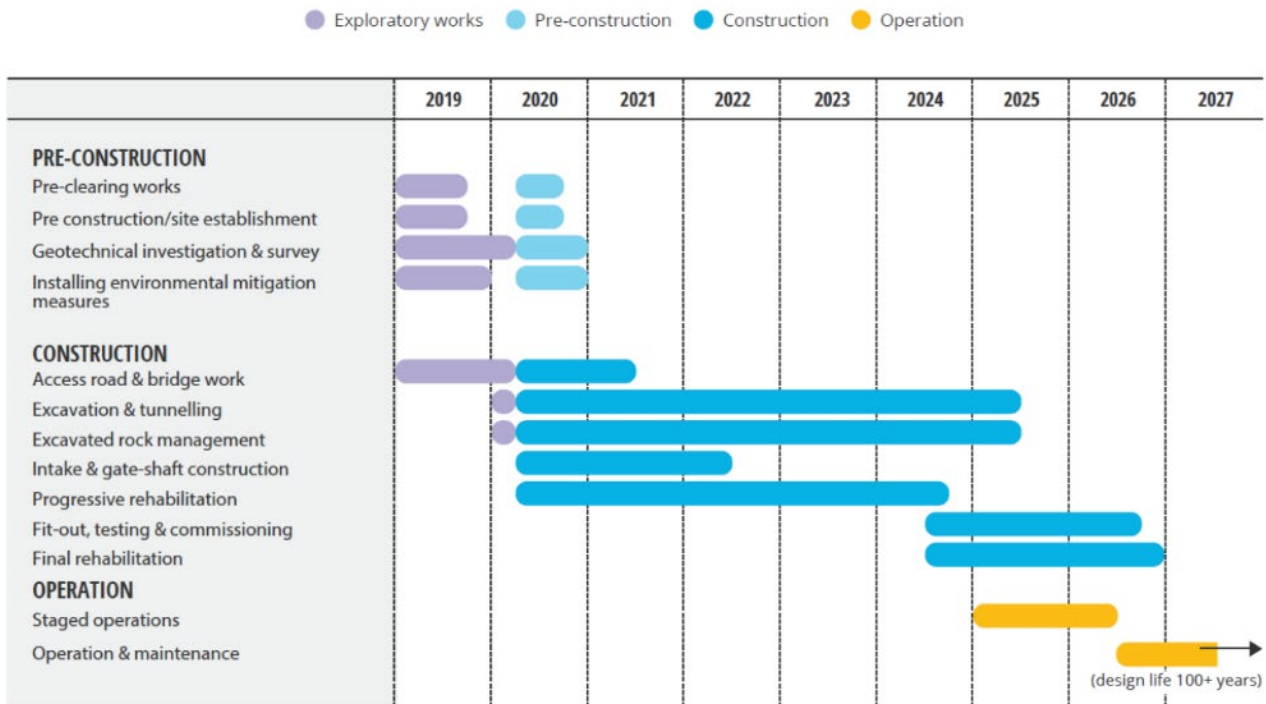 Exploratory works Pre-construction Construction Operation
2019 2020 2021 2022 2023 2024 2025 2026 2027
PRE-CONSTRUCTION
Pre-clearing works
Pre construction/site establishment
Geotechnical investigation & survey
Installing environmental mitigation
measures
CONSTRUCTION
Access road & bridge work
Excavation & tunnelling
Excavated rock management
Intake & gate-shaft construction
Progressive rehabilitation
Fit-out, testing & commissioning
Final rehabilitation
OPERATION
Staged operations
Operation & maintenance
(design life 100+ years)